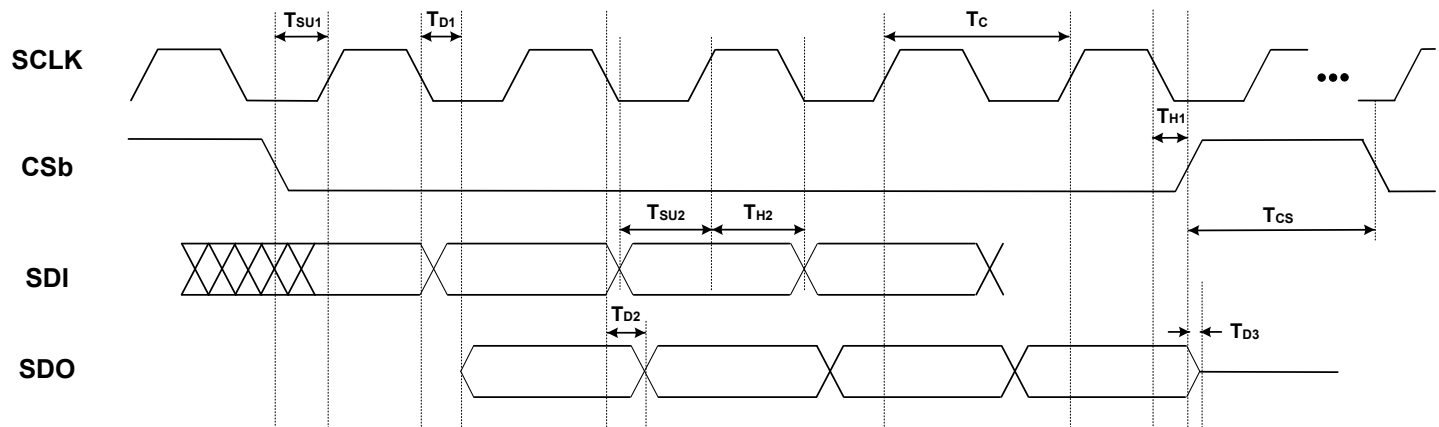 TSU1
TD1
TC
SCLK
•••
TH1
CSb
TSU2
TH2
TCS
SDI
TD2
TD3
SDO